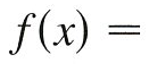 f(x) =